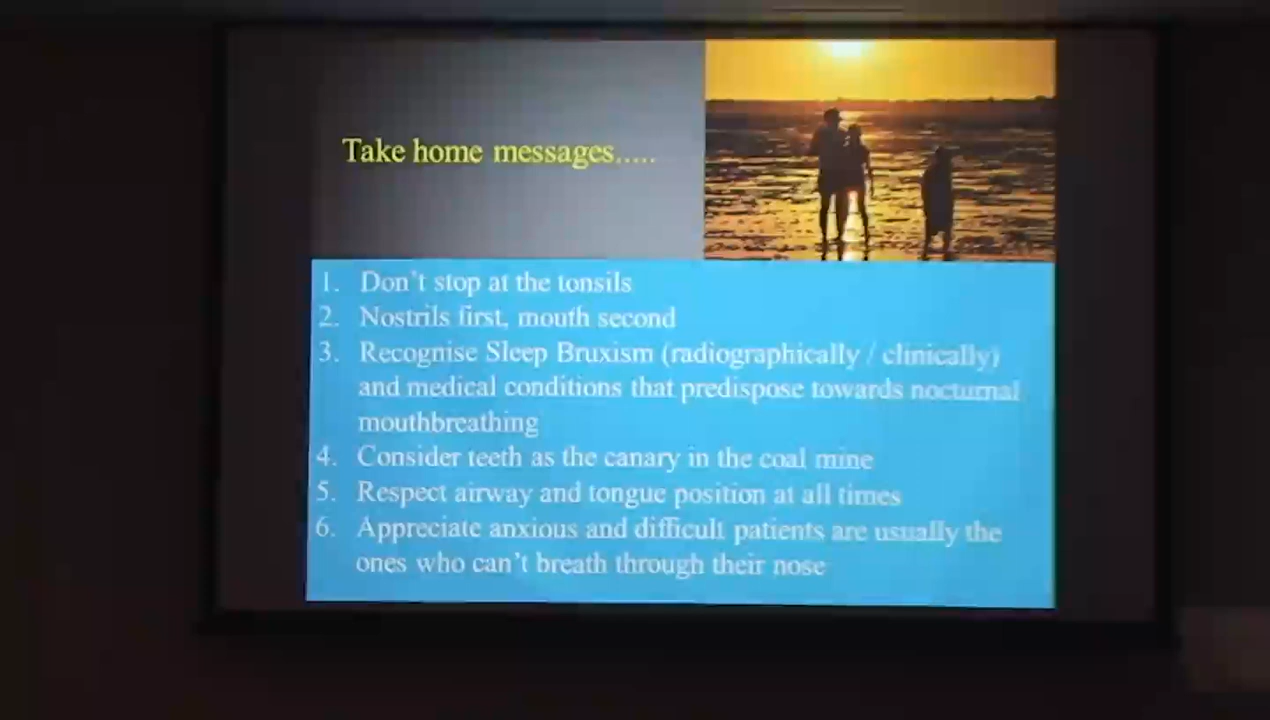 Take home messages.....
1. Don't stop at the tonsils
2. Nostrils first, mouth second
3. Recognise Sleep Bruxism (radiographically / clinically)
and medical conditions that predispose towards nocturnal
mouthbreathing
4. Consider teeth as the canary in the coal mine
5. Respect airway and tongue position at all times
6. Appreciate anxious and difficult patients are usually the
ones who can't breath through their nose